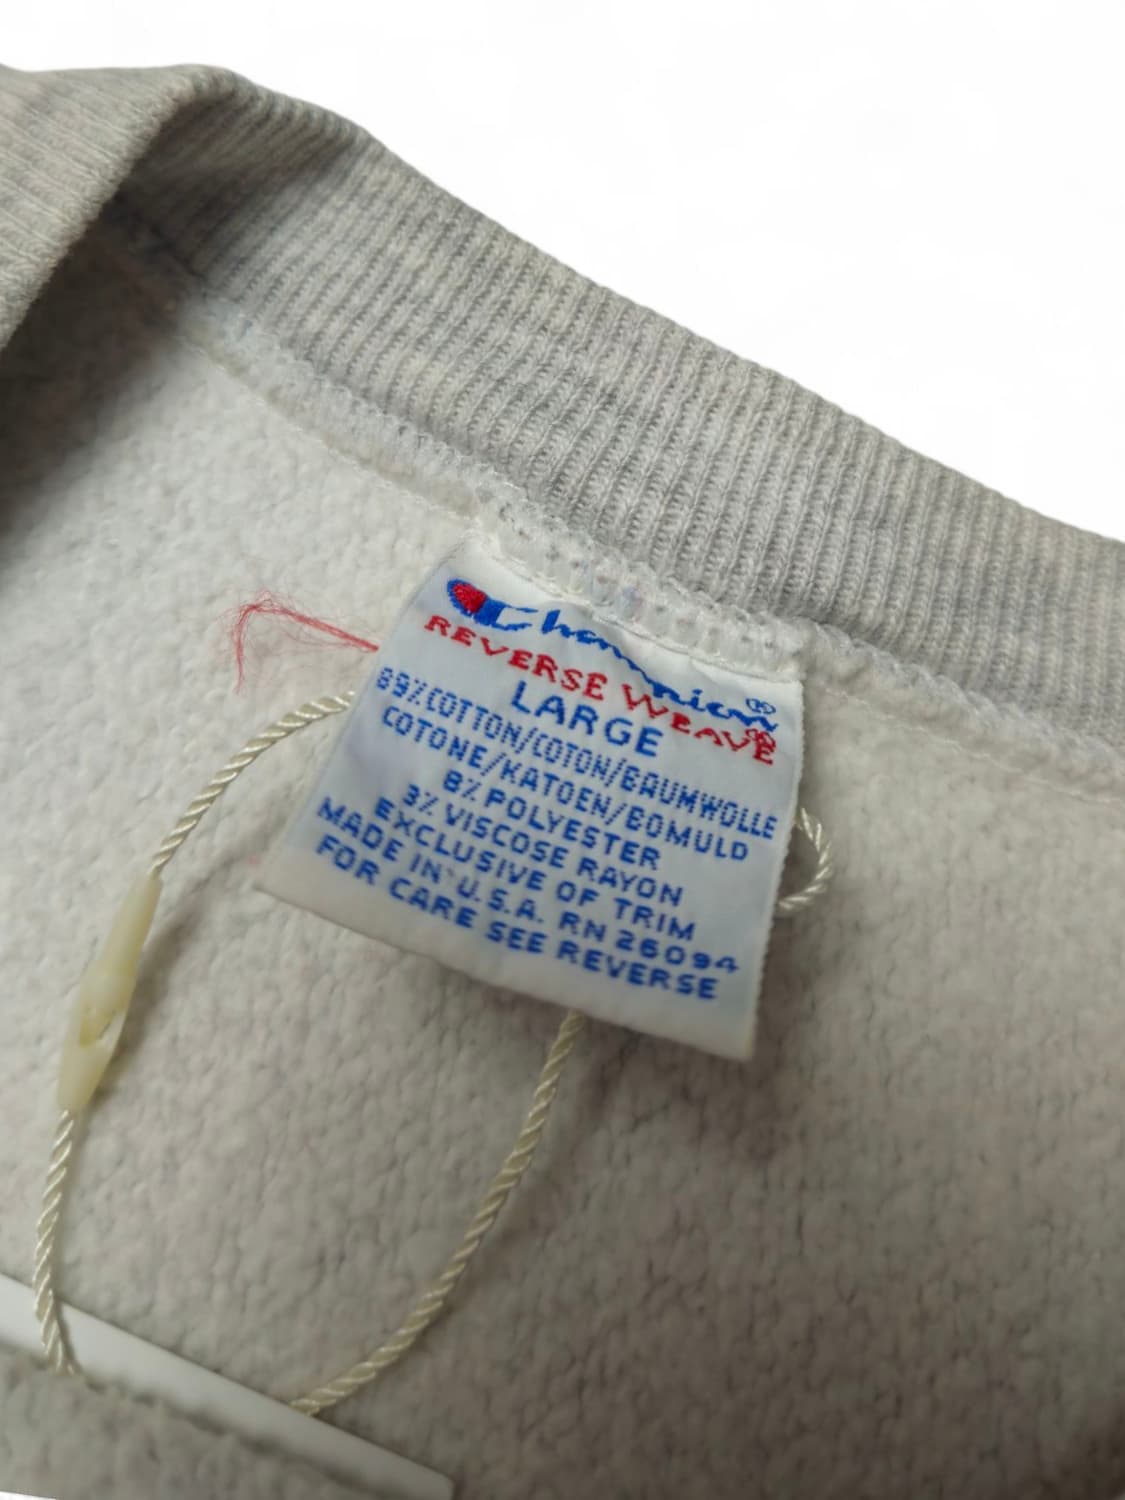 Champion®
REVERSE WEAVE®
LARGE
89% COTTON/COTON/BAUMWOLLE
COTONE/KATOEN/BOMULD
8% POLYESTER
3% VISCOSE RAYON
EXCLUSIVE OF TRIM
MADE IN U.S.A. RN 26094
FOR CARE SEE REVERSE